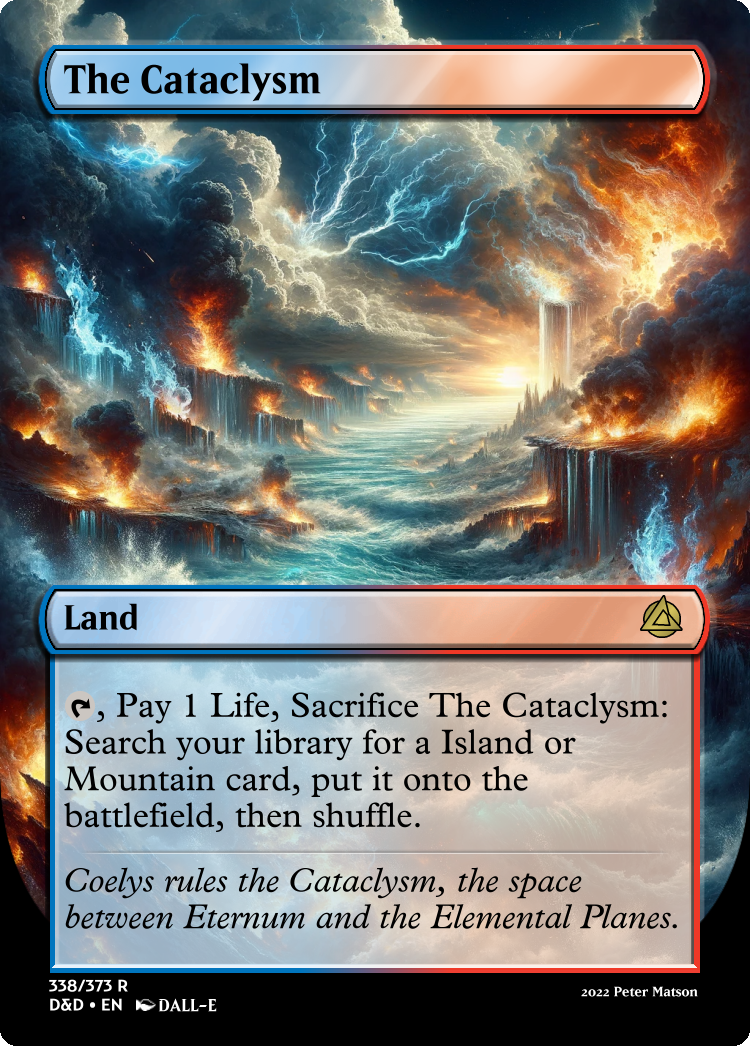 The Cataclysm
Land
, Pay 1 Life, Sacrifice The Cataclysm:
Search your library for a Island or
Mountain card, put it onto the
battlefield, then shuffle.
Coelys rules the Cataclysm, the space
between Eternum and the Elemental Planes.
338/373 R
D&D • EN DALL-E
2022 Peter Matson